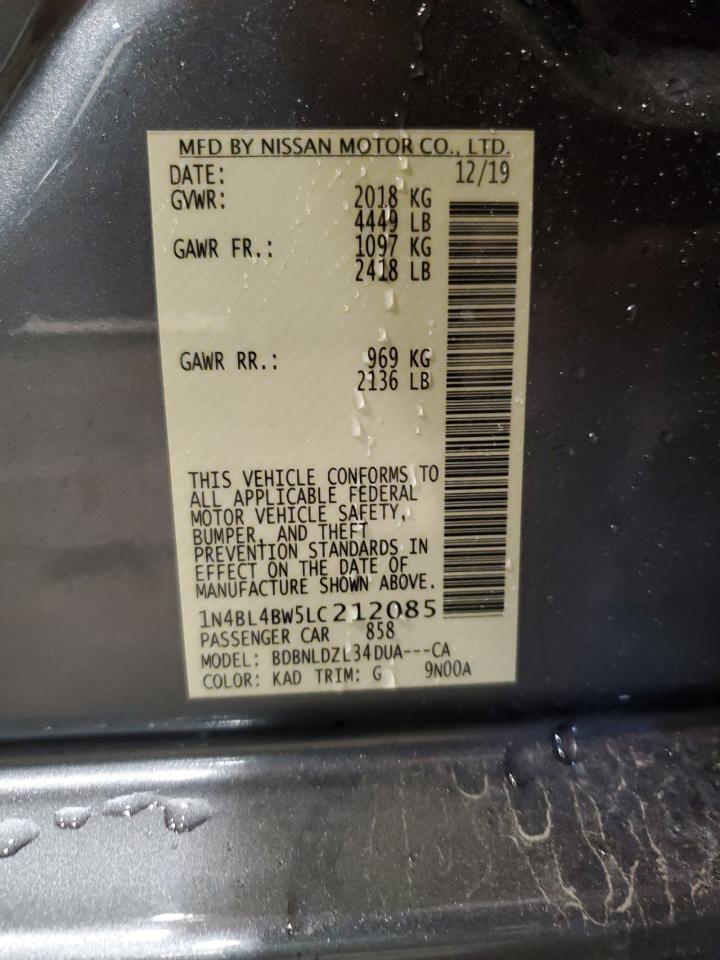 MFD BY NISSAN MOTOR CO., LTD.
DATE: 12/19
GVWR: 2018 KG
4449 LB
GAWR FR.: 1097 KG
2418 LB
GAWR RR.: 969 KG
2136 LB
THIS VEHICLE CONFORMS TO
ALL APPLICABLE FEDERAL
MOTOR VEHICLE SAFETY,
BUMPER, AND THEFT
PREVENTION STANDARDS IN
EFFECT ON THE DATE OF
MANUFACTURE SHOWN ABOVE.
1N4BL4BW5LC212085
PASSENGER CAR 858
MODEL: BDBNLDZL34DUA---CA
COLOR: KAD TRIM: G 9N00A